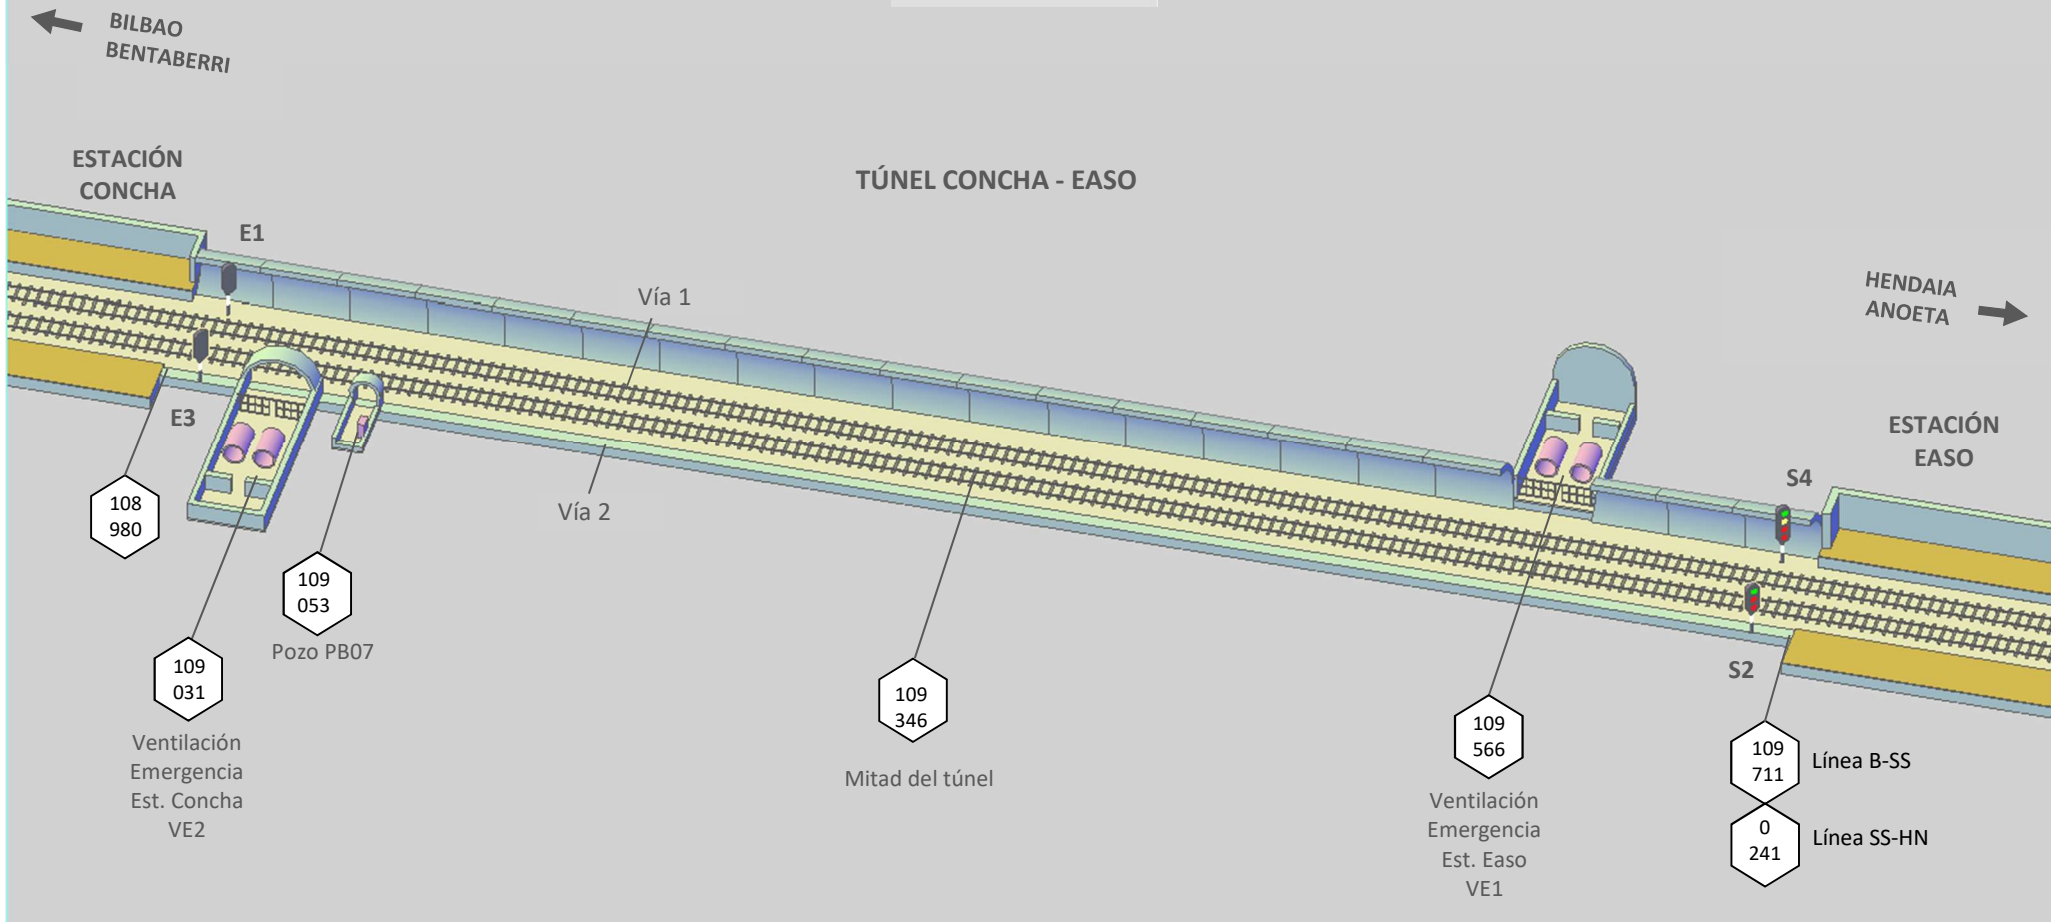 BILBAO
BENTABERRI
ESTACIÓN
CONCHA
TÚNEL CONCHA - EASO
E1
Vía 1
HENDAIA
ANOETA
ESTACIÓN
EASO
E3
S4
108
980
Vía 2
109
053
Pozo PB07
109
031
Ventilación
Emergencia
Est. Concha
VE2
109
346
Mitad del túnel
109
566
Ventilación
Emergencia
Est. Easo
VE1
S2
109
711
Línea B-SS
0
241
Línea SS-HN